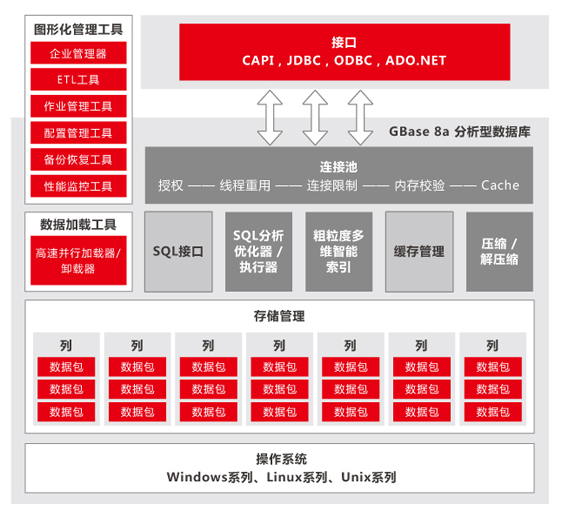 图形化管理工具
企业管理器
ETL工具
作业管理工具
配置管理工具
备份恢复工具
性能监控工具
接口
CAPI , JDBC , ODBC , ADO.NET
GBase 8a 分析型数据库
连接池
授权 —— 线程重用 —— 连接限制 —— 内存校验 —— Cache
数据加载工具
高速并行加载器/
卸载器
SQL接口
SQL分析
优化器 /
执行器
粗粒度多
维智能
索引
缓存管理
压缩 /
解压缩
存储管理
列 列 列 列 列 列 列
数据包 数据包 数据包 数据包 数据包 数据包 数据包
数据包 数据包 数据包 数据包 数据包 数据包 数据包
数据包 数据包 数据包 数据包 数据包 数据包 数据包
操作系统
Windows系列、Linux系列、Unix系列